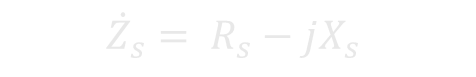 Ż_S = R_S − jX_S